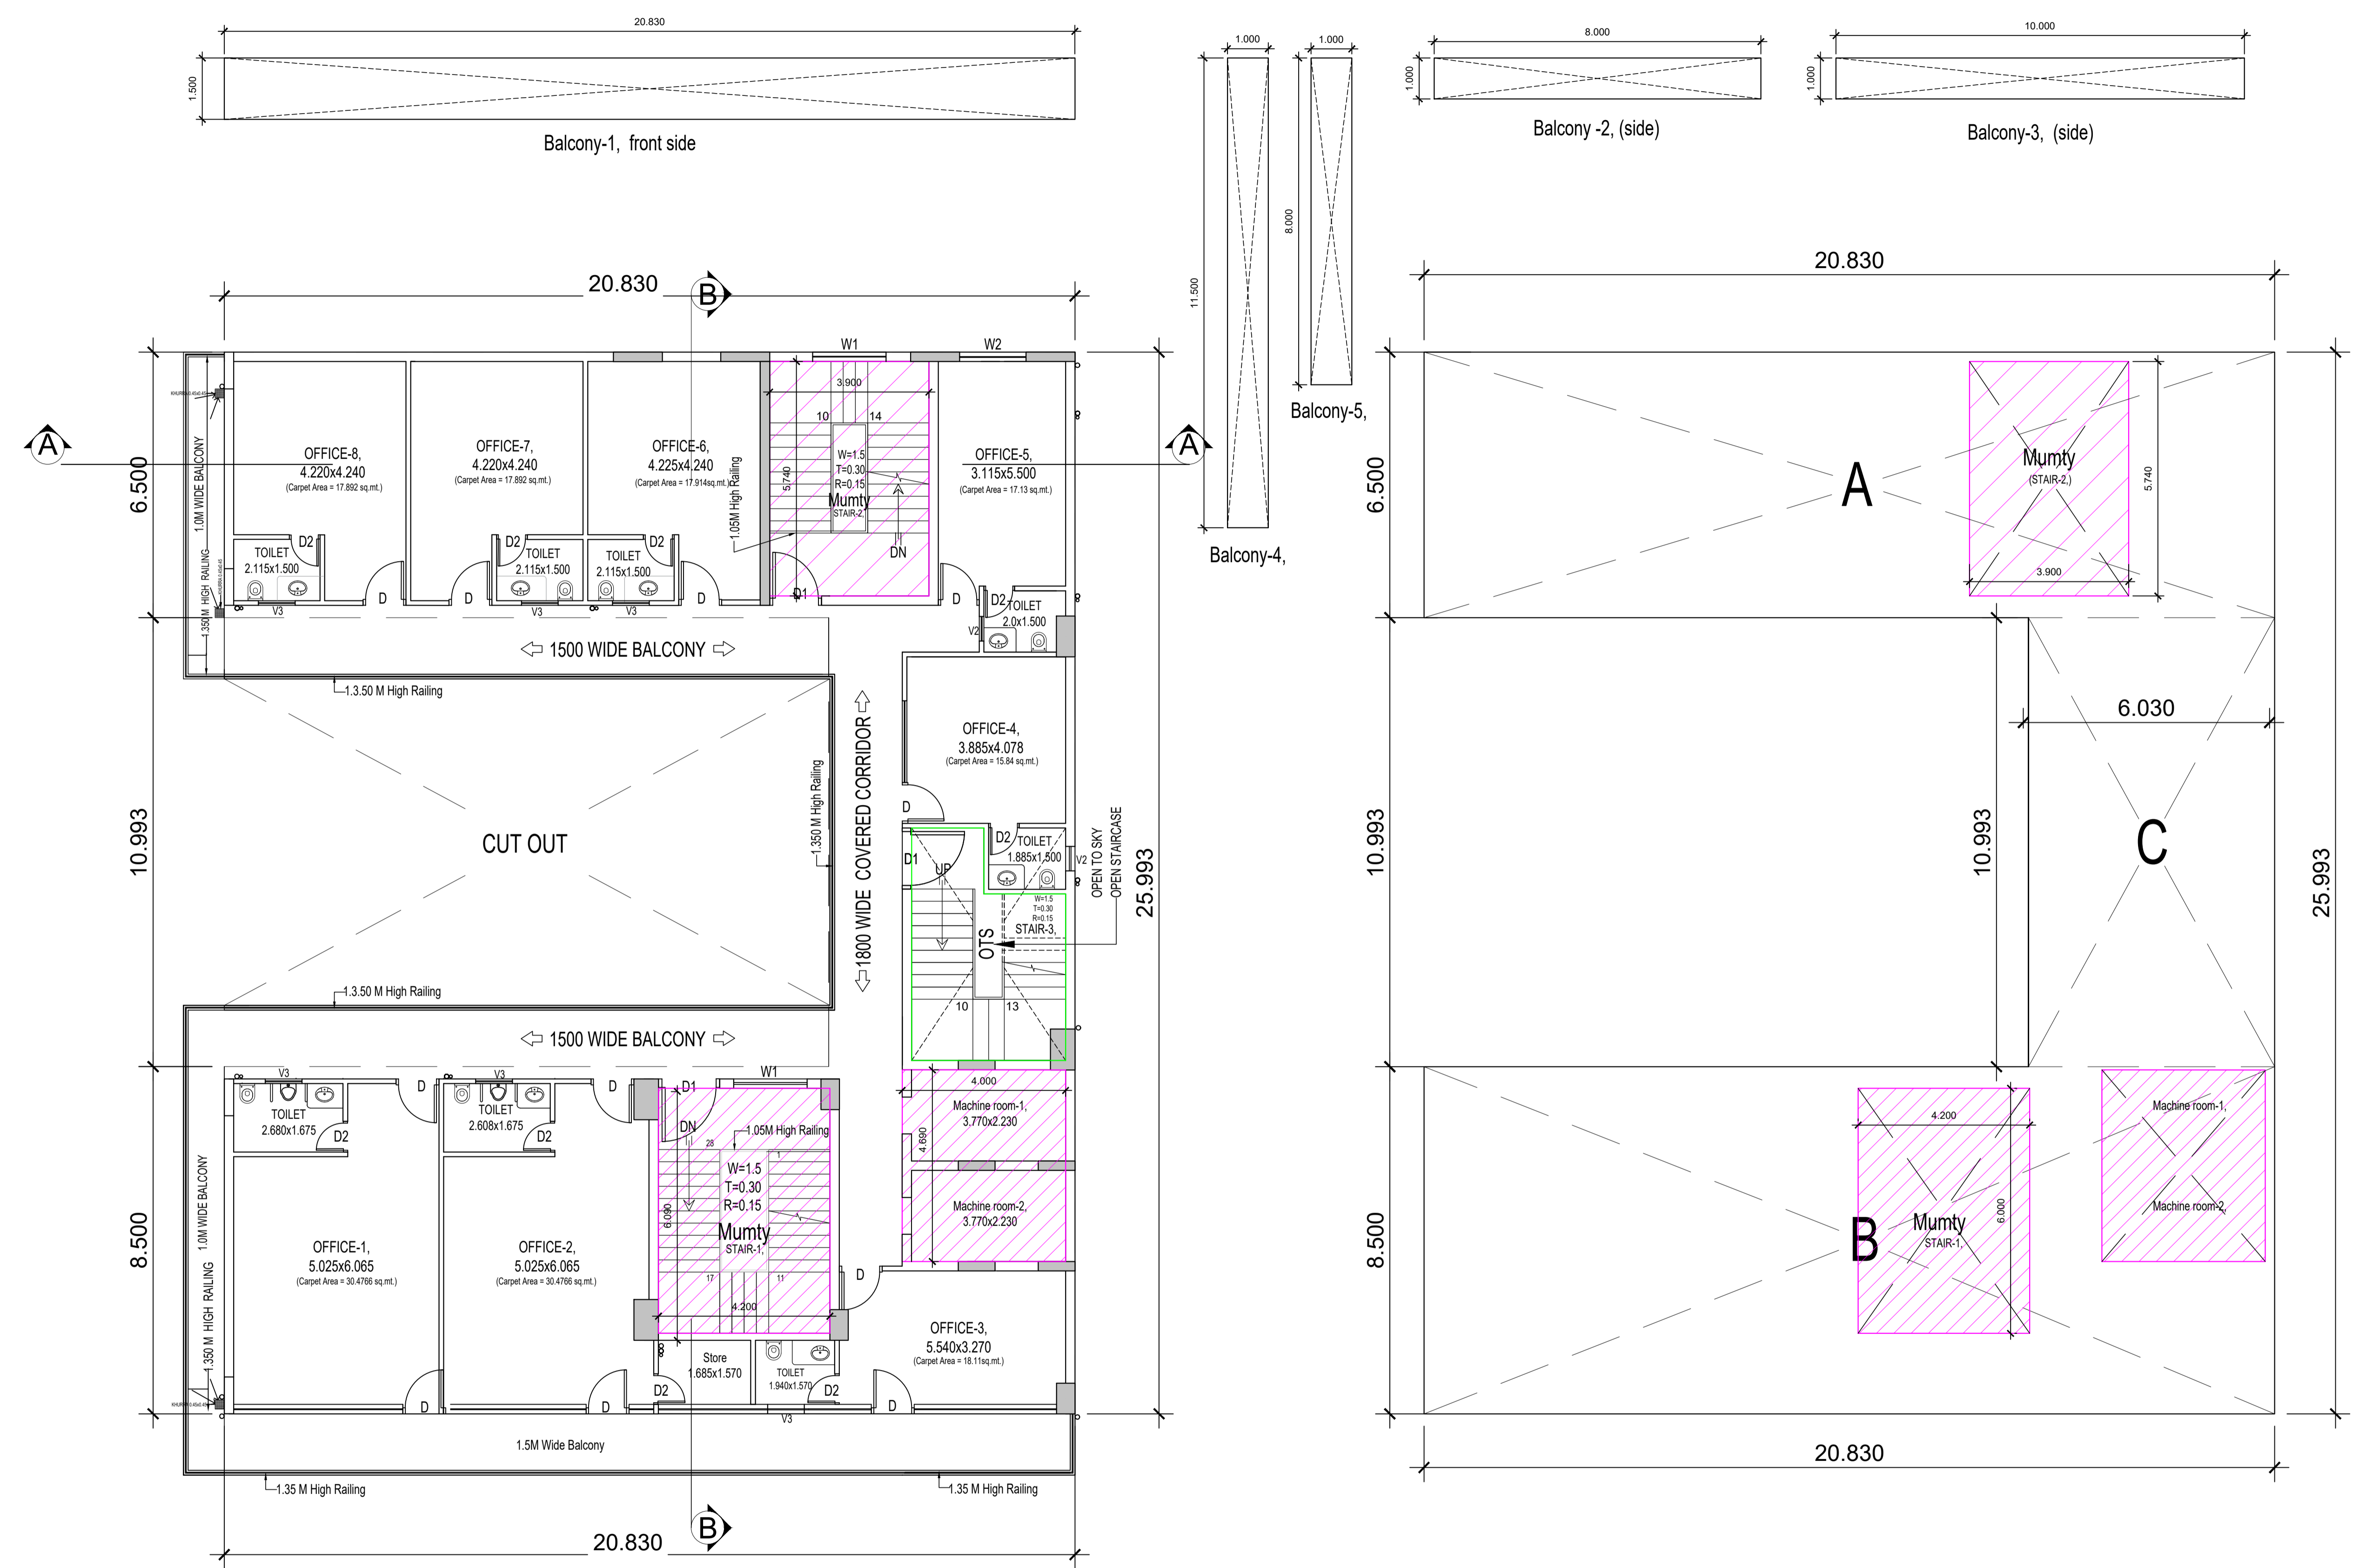 20.830
1.500
Balcony-1, front side
1.000
11.500
Balcony-4,
1.000
8.000
Balcony-5,
8.000
1.000
Balcony -2, (side)
10.000
1.000
Balcony-3, (side)
20.830
B
A
A
6.500
10.993
8.500
25.993
W1
W2
1.0M WIDE BALCONY
1.350 M HIGH RAILING
OFFICE-8,
4.220x4.240
(Carpet Area = 17.892 sq.mt.)
OFFICE-7,
4.220x4.240
(Carpet Area = 17.892 sq.mt.)
OFFICE-6,
4.225x4.240
(Carpet Area = 17.914sq.mt.)
1.05M High Railing
3.900
5.740
10
14
W=1.5
T=0.30
R=0.15
Mumty
STAIR-2,
DN
D1
OFFICE-5,
3.115x5.500
(Carpet Area = 17.13 sq.mt.)
TOILET
2.115x1.500
D2
D
TOILET
2.115x1.500
D2
D
V3
TOILET
2.115x1.500
D2
D
V3
V3
D
D2
TOILET
2.0x1.500
V2
1500 WIDE BALCONY
1.3.50 M High Railing
CUT OUT
1.350 M High Railing
1800 WIDE COVERED CORRIDOR
OFFICE-4,
3.885x4.078
(Carpet Area = 15.84 sq.mt.)
D
D1
UP
D2
TOILET
1.885x1.500
V2
OPEN TO SKY
OPEN STAIRCASE
W=1.5
T=0.30
R=0.15
STAIR-3,
OTS
10
13
1.3.50 M High Railing
1500 WIDE BALCONY
V3
TOILET
2.680x1.675
D2
D
V3
TOILET
2.608x1.675
D2
D
D1
W1
DN
28
1
1.05M High Railing
W=1.5
T=0.30
R=0.15
Mumty
STAIR-1,
6.090
17
11
4.200
4.000
4.690
Machine room-1,
3.770x2.230
Machine room-2,
3.770x2.230
1.0M WIDE BALCONY
1.350 M HIGH RAILING
OFFICE-1,
5.025x6.065
(Carpet Area = 30.4766 sq.mt.)
OFFICE-2,
5.025x6.065
(Carpet Area = 30.4766 sq.mt.)
D
OFFICE-3,
5.540x3.270
(Carpet Area = 18.11sq.mt.)
Store
1.685x1.570
TOILET
1.940x1.570
D2
D2
D
D
D
V3
1.5M Wide Balcony
1.35 M High Railing
1.35 M High Railing
B
20.830
20.830
6.500
10.993
8.500
A
Mumty
(STAIR-2,)
5.740
3.900
6.030
10.993
C
25.993
B
4.200
6.000
Mumty
STAIR-1,
Machine room-1,
Machine room-2,
20.830